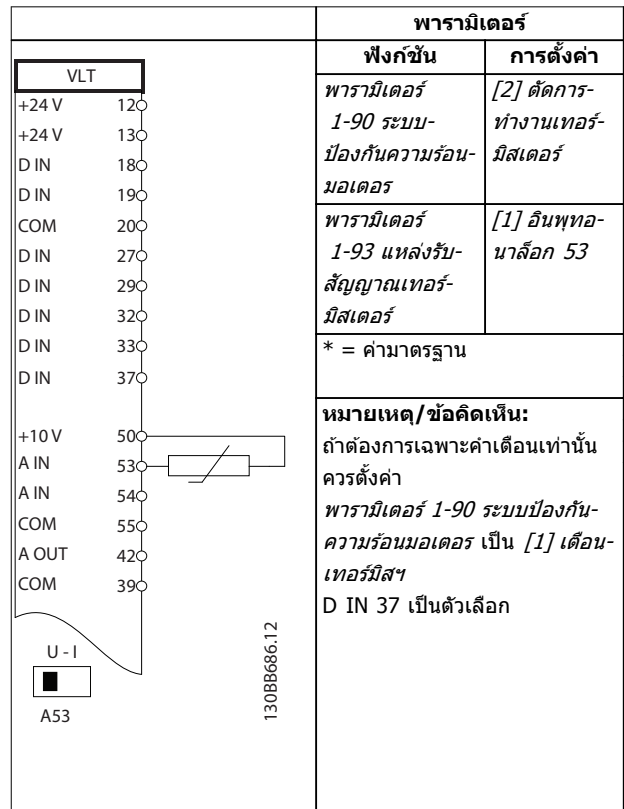 พารามิเตอร์
ฟังก์ชัน การตั้งค่า
พารามิเตอร์
1-90 ระบบ-
ป้องกันความร้อน-
มอเตอร
[2] ตัดการ-
ทำงานเทอร์-
มิสเตอร์
พารามิเตอร์
1-93 แหล่งรับ-
สัญญาณเทอร์-
มิสเตอร์
[1] อินพุทอ-
นาล็อก 53
* = ค่ามาตรฐาน
หมายเหตุ/ข้อคิดเห็น:
ถ้าต้องการเฉพาะคำเตือนเท่านั้น
ควรตั้งค่า
พารามิเตอร์ 1-90 ระบบป้องกัน-
ความร้อนมอเตอร เป็น [1] เตือน-
เทอร์มิสฯ
D IN 37 เป็นตัวเลือก
VLT
+24 V 12
+24 V 13
D IN 18
D IN 19
COM 20
D IN 27
D IN 29
D IN 32
D IN 33
D IN 37
+10 V 50
A IN 53
A IN 54
COM 55
A OUT 42
COM 39
U - I
A53
130BB686.12